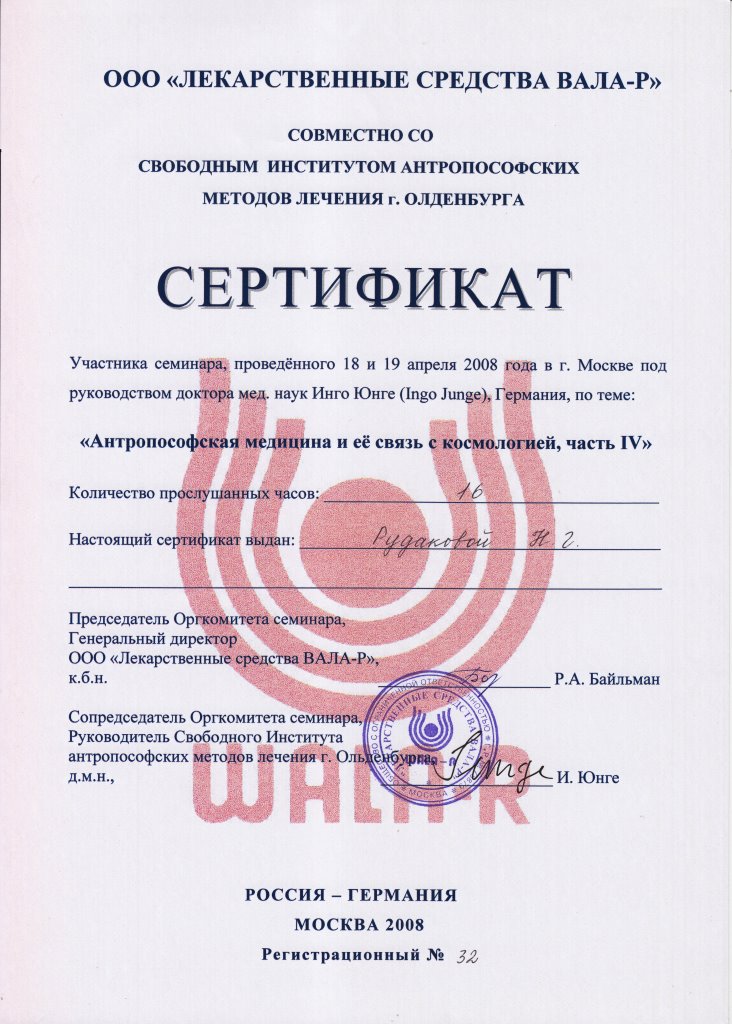 ООО «ЛЕКАРСТВЕННЫЕ СРЕДСТВА ВАЛА-Р»
СОВМЕСТНО СО
СВОБОДНЫМ ИНСТИТУТОМ АНТРОПОСОФСКИХ
МЕТОДОВ ЛЕЧЕНИЯ г. ОЛДЕНБУРГА
СЕРТИФИКАТ
Участника семинара, проведённого 18 и 19 апреля 2008 года в г. Москве под
руководством доктора мед. наук Инго Юнге (Ingo Junge), Германия, по теме:
«Антропософская медицина и её связь с космологией, часть IV»
Количество прослушанных часов: 16
Настоящий сертификат выдан: Рудаковой Н. Г.
Председатель Оргкомитета семинара,
Генеральный директор
ООО «Лекарственные средства ВАЛА-Р»,
к.б.н. Р.А. Байльман
Сопредседатель Оргкомитета семинара,
Руководитель Свободного Института
антропософских методов лечения г. Ольденбурга,
д.м.н., И. Юнге
ОБЩЕСТВО С ОГРАНИЧЕННОЙ ОТВЕТСТВЕННОСТЬЮ
ЛЕКАРСТВЕННЫЕ СРЕДСТВА ВАЛА-Р
МОСКВА
WALA-R
РОССИЯ – ГЕРМАНИЯ
МОСКВА 2008
Регистрационный № 32